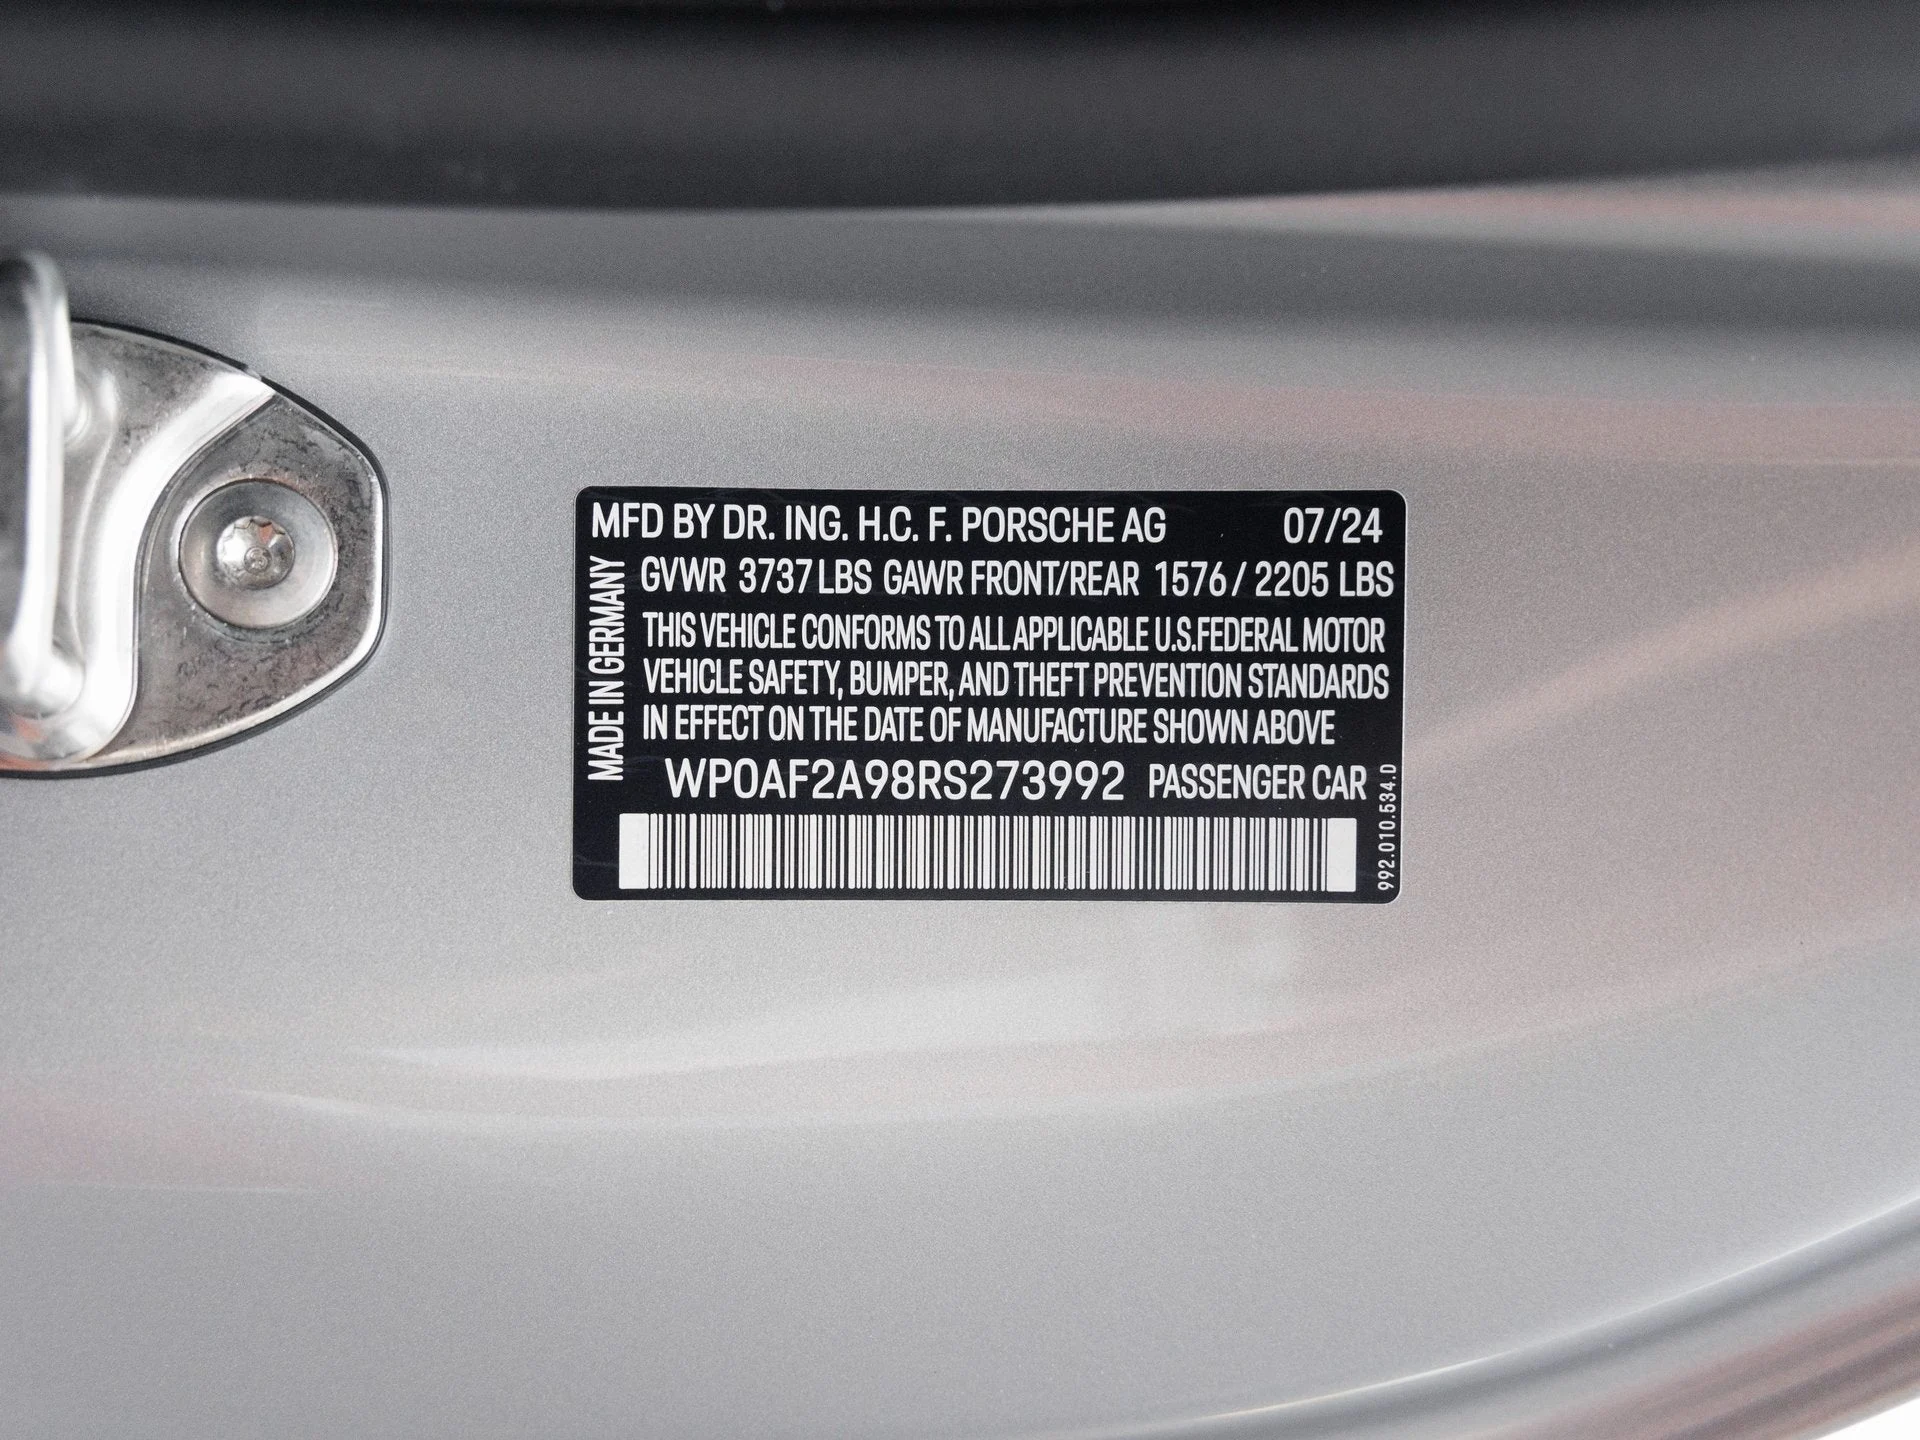 MFD BY DR. ING. H.C. F. PORSCHE AG 07/24
GVWR 3737 LBS GAWR FRONT/REAR 1576 / 2205 LBS
MADE IN GERMANY
THIS VEHICLE CONFORMS TO ALL APPLICABLE U.S.FEDERAL MOTOR
VEHICLE SAFETY, BUMPER, AND THEFT PREVENTION STANDARDS
IN EFFECT ON THE DATE OF MANUFACTURE SHOWN ABOVE
WP0AF2A98RS273992 PASSENGER CAR
992.010.534.D